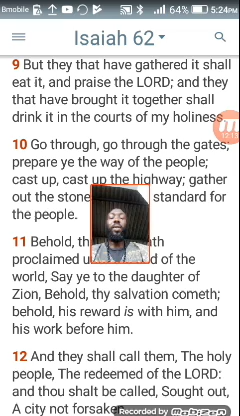 Bmobile 64% 5:24PM
Isaiah 62
9 But they that have gathered it shall
eat it, and praise the LORD; and they
that have brought it together shall
drink it in the courts of my holiness.
12:13
10 Go through, go through the gates;
prepare ye the way of the people;
cast up, cast up the highway; gather
out the stone standard for
the people.
11 Behold, th ath
proclaimed u d of the
world, Say ye to the daughter of
Zion, Behold, thy salvation cometh;
behold, his reward is with him, and
his work before him.
12 And they shall call them, The holy
people, The redeemed of the LORD:
and thou shalt be called, Sought out,
A city not forsake
Recorded by MOBIZEN